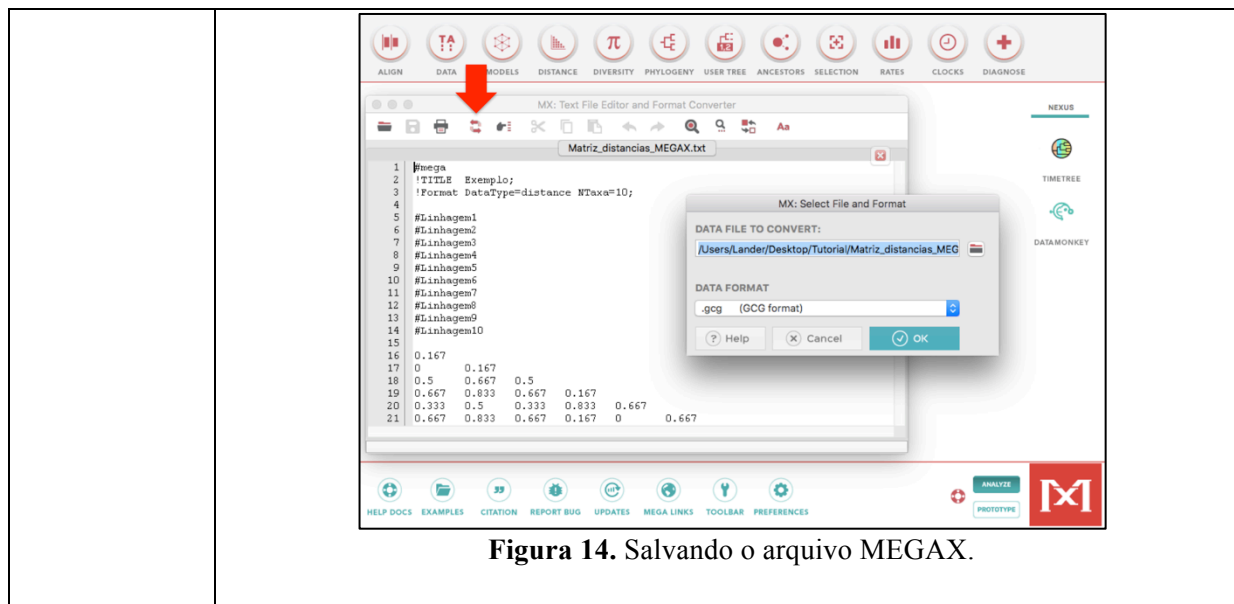 ALIGN DATA MODELS DISTANCE DIVERSITY PHYLOGENY USER TREE ANCESTORS SELECTION RATES CLOCKS DIAGNOSE
MX: Text File Editor and Format Converter
Aa
Matriz_distancias_MEGAX.txt
1 #mega
2 !TITLE Exemplo;
3 !Format DataType=distance NTaxa=10;
4
5 #Linhagem1
6 #Linhagem2
7 #Linhagem3
8 #Linhagem4
9 #Linhagem5
10 #Linhagem6
11 #Linhagem7
12 #Linhagem8
13 #Linhagem9
14 #Linhagem10
15
16 0.167
17 0 0.167
18 0.5 0.667 0.5
19 0.667 0.833 0.667 0.167
20 0.333 0.5 0.333 0.833 0.667
21 0.667 0.833 0.667 0.167 0 0.667
MX: Select File and Format
DATA FILE TO CONVERT:
/Users/Lander/Desktop/Tutorial/Matriz_distancias_MEG
DATA FORMAT
.gcg (GCG format)
? Help Cancel OK
NEXUS
TIMETREE
DATAMONKEY
HELP DOCS EXAMPLES CITATION REPORT BUG UPDATES MEGA LINKS TOOLBAR PREFERENCES
ANALYZE
PROTOTYPE
M
Figura 14. Salvando o arquivo MEGAX.